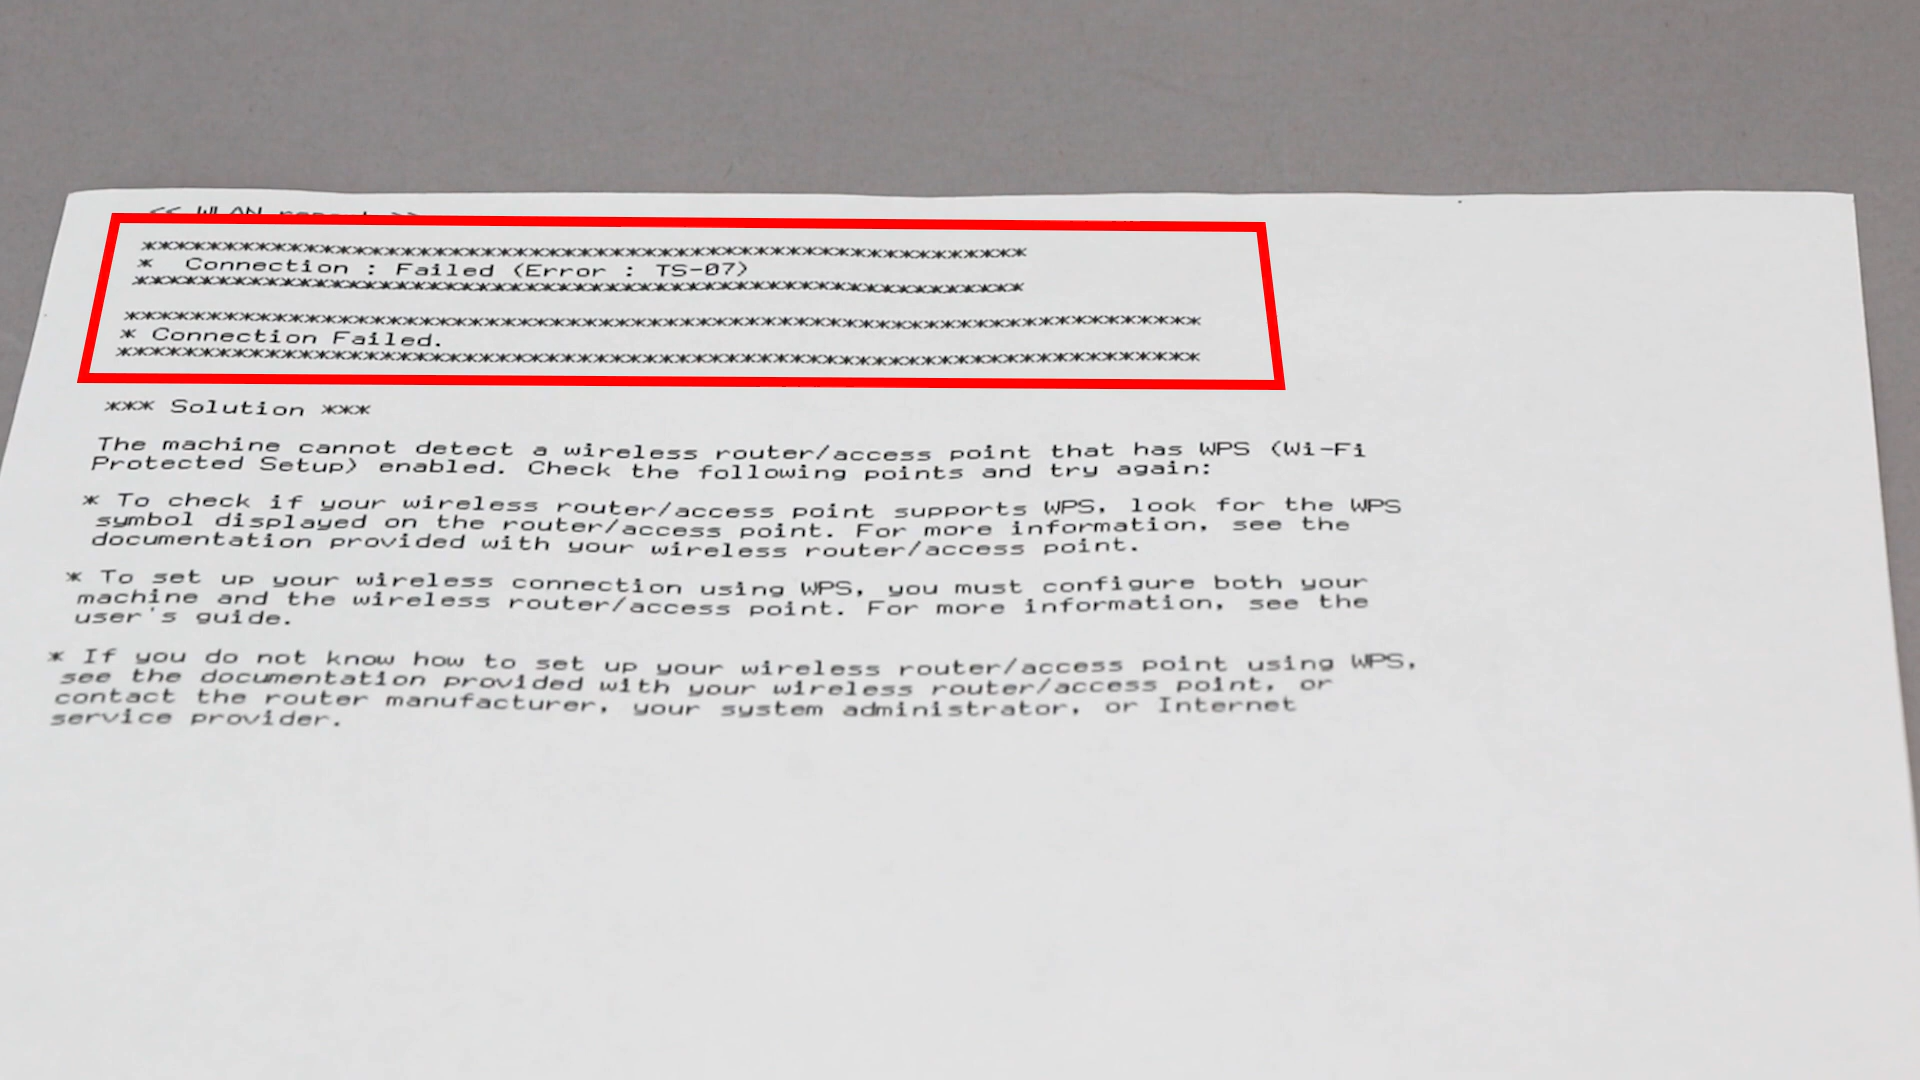 << WLAN report >>
******************************************************
*  Connection : Failed (Error : TS-07)
******************************************************
******************************************************************
* Connection Failed.
******************************************************************
*** Solution ***
The machine cannot detect a wireless router/access point that has WPS (Wi-Fi
Protected Setup) enabled. Check the following points and try again:
* To check if your wireless router/access point supports WPS, look for the WPS
symbol displayed on the router/access point. For more information, see the
documentation provided with your wireless router/access point.
* To set up your wireless connection using WPS, you must configure both your
machine and the wireless router/access point. For more information, see the
user's guide.
* If you do not know how to set up your wireless router/access point using WPS,
see the documentation provided with your wireless router/access point, or
contact the router manufacturer, your system administrator, or Internet
service provider.